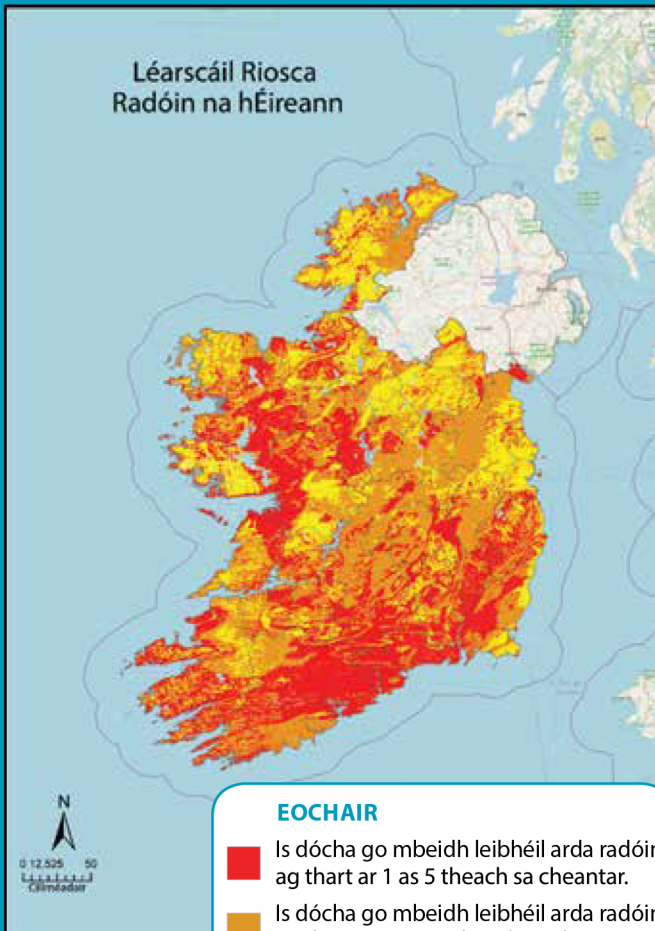 Léarscáil Riosca
Radóin na hÉireann
N
0 12.525 50
Ciliméadair
EOCHAIR
Is dócha go mbeidh leibhéil arda radóin
ag thart ar 1 as 5 theach sa cheantar.
Is dócha go mbeidh leibhéil arda radóin